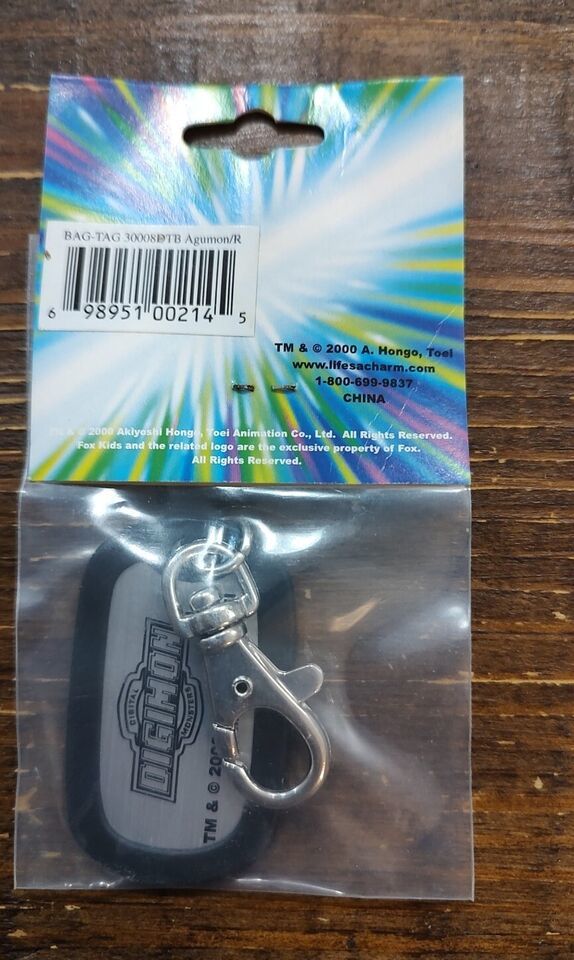 BAG-TAG 30008DTB Agumon/R
6 98951 00214 5
TM & © 2000 A. Hongo, Toei
www.lifesacharm.com
1-800-699-9837
CHINA
& © 2000 Akiyoshi Hongo, Toei Animation Co., Ltd. All Rights Reserved.
Fox Kids and the related logo are the exclusive property of Fox.
All Rights Reserved.
DIGITAL
DIGIMON
MONSTERS
TM & © 200